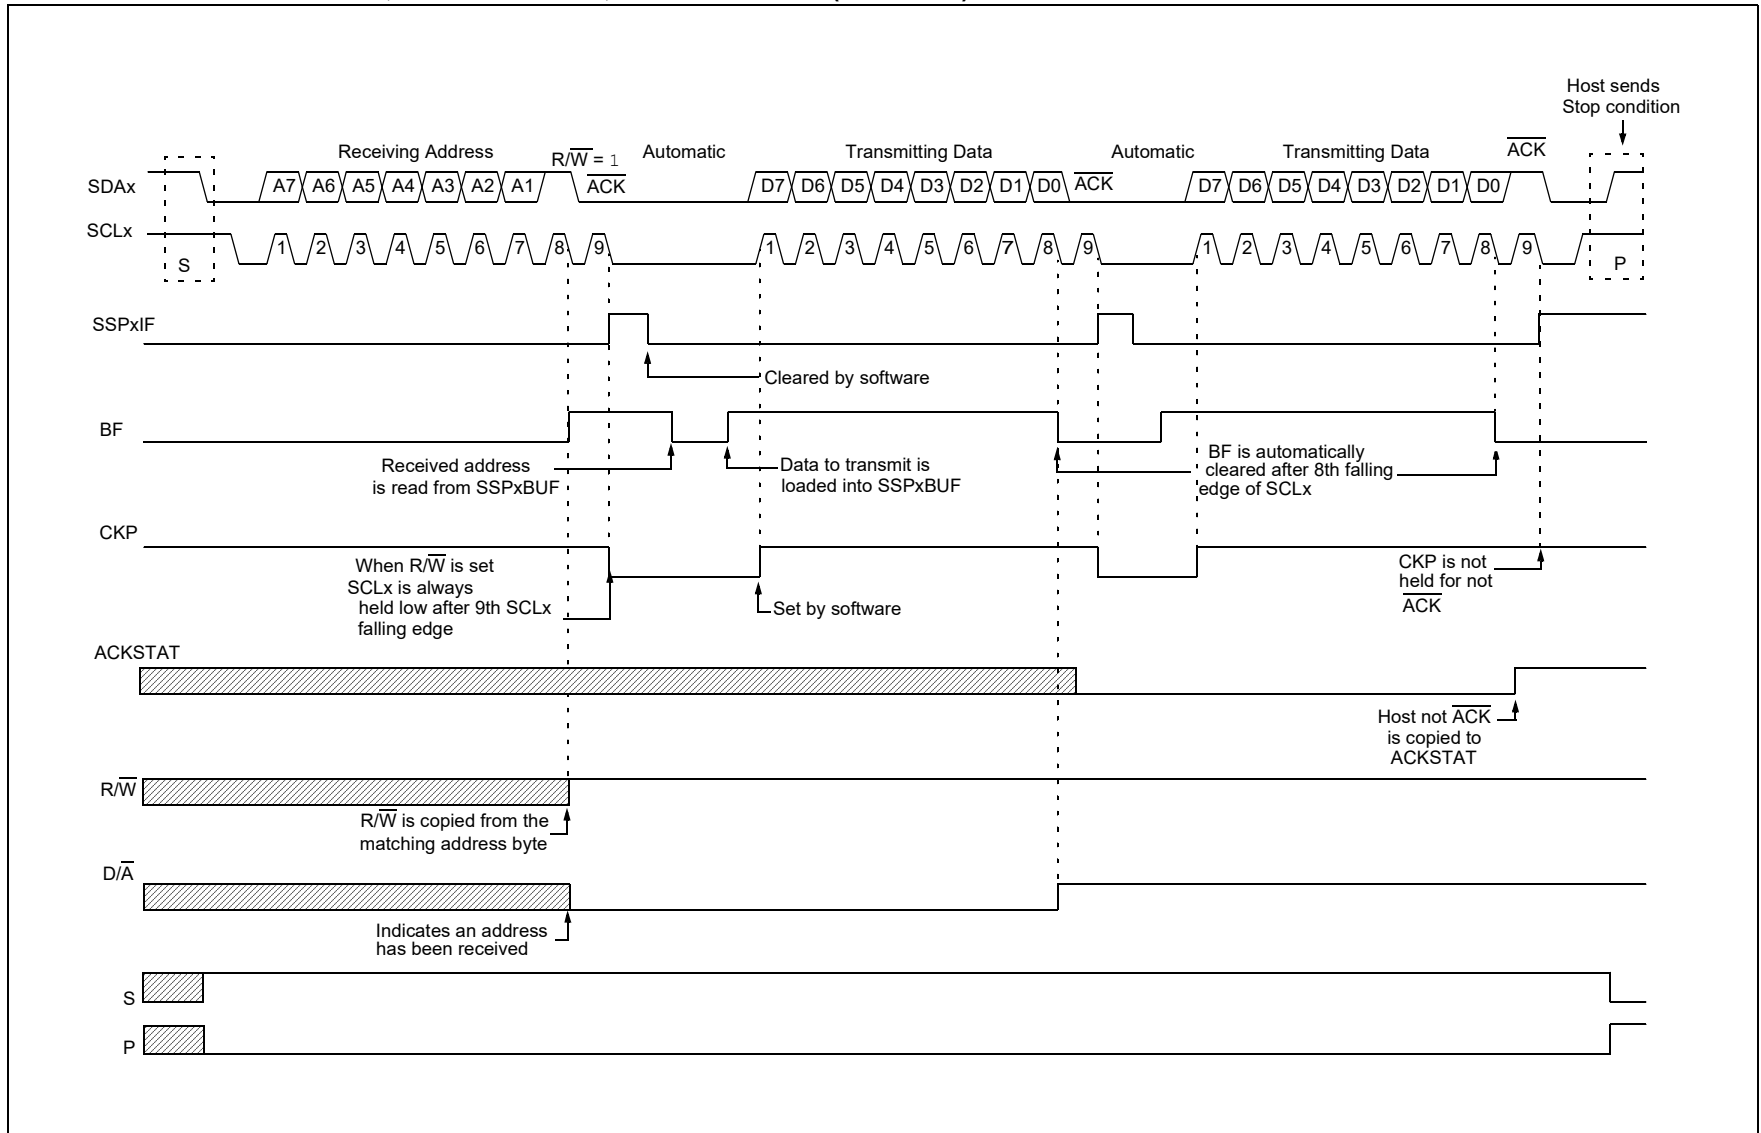 Host sends
Stop condition
Receiving Address
R/W̅ = 1
Automatic
Transmitting Data
Automatic
Transmitting Data
A̅C̅K̅
SDAx
A7 A6 A5 A4 A3 A2 A1
A̅C̅K̅
D7 D6 D5 D4 D3 D2 D1 D0
A̅C̅K̅
D7 D6 D5 D4 D3 D2 D1 D0
SCLx
1 2 3 4 5 6 7 8 9
1 2 3 4 5 6 7 8 9
1 2 3 4 5 6 7 8 9
S
P
SSPxIF
Cleared by software
BF
Received address
is read from SSPxBUF
Data to transmit is
loaded into SSPxBUF
BF is automatically
cleared after 8th falling
edge of SCLx
CKP
When R/W̅ is set
SCLx is always
held low after 9th SCLx
falling edge
Set by software
CKP is not
held for not
A̅C̅K̅
ACKSTAT
Host not A̅C̅K̅
is copied to
ACKSTAT
R/W̅
R/W̅ is copied from the
matching address byte
D/A̅
Indicates an address
has been received
S
P